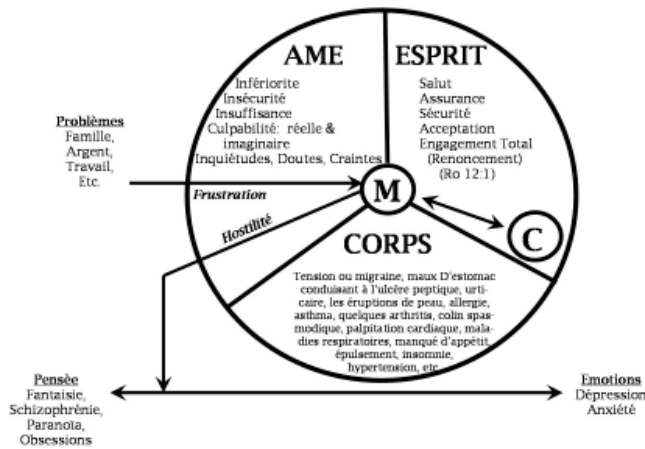 AME
Infériorite
Insécurité
Insuffisance
Culpabilité: réelle &
imaginaire
Inquiétudes, Doutes, Craintes
ESPRIT
Salut
Assurance
Sécurité
Acceptation
Engagement Total
(Renoncement)
(Ro 12:1)
Problèmes
Famille,
Argent,
Travail,
Etc.
Frustration
Hostilité
M
C
CORPS
Tension ou migraine, maux D'estomac
conduisant à l'ulcère peptique, urti-
caire, les éruptions de peau, allergie,
asthma, quelques arthritis, colin spas-
modique, palpitation cardiaque, mala-
dies respiratoires, manqué d'appétit,
épulsement, insomnie,
hypertension, etc
Pensèe
Fantaisie,
Schizophrénie,
Paranoïa,
Obsessions
Emotions
Dépression
Anxiété